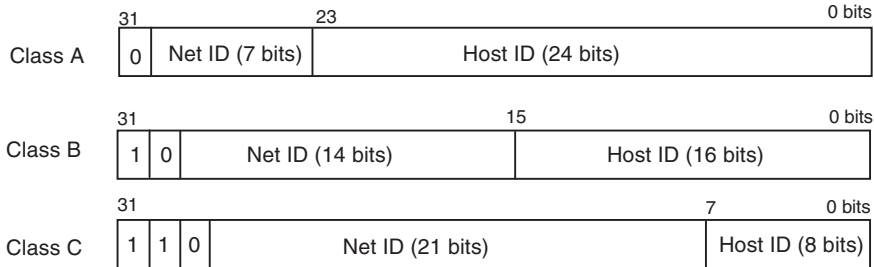 31 23 0 bits
Class A 0 Net ID (7 bits) Host ID (24 bits)
31 15 0 bits
Class B 1 0 Net ID (14 bits) Host ID (16 bits)
31 7 0 bits
Class C 1 1 0 Net ID (21 bits) Host ID (8 bits)